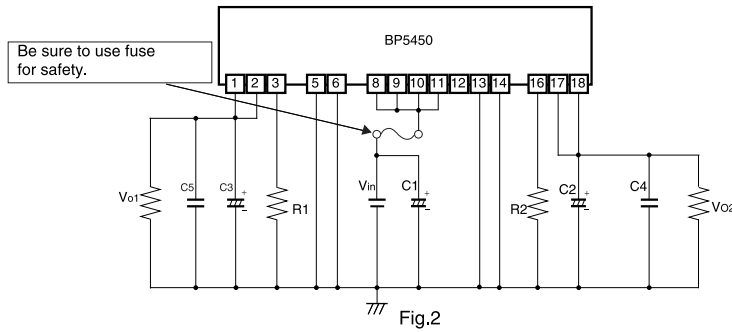 BP5450
Be sure to use fuse
for safety.
1 2 3 5 6 8 9 10 11 12 13 14 16 17 18
Vo1 C5 C3 + − R1 Vin C1 + − R2 C2 + − C4 VO2
Fig.2